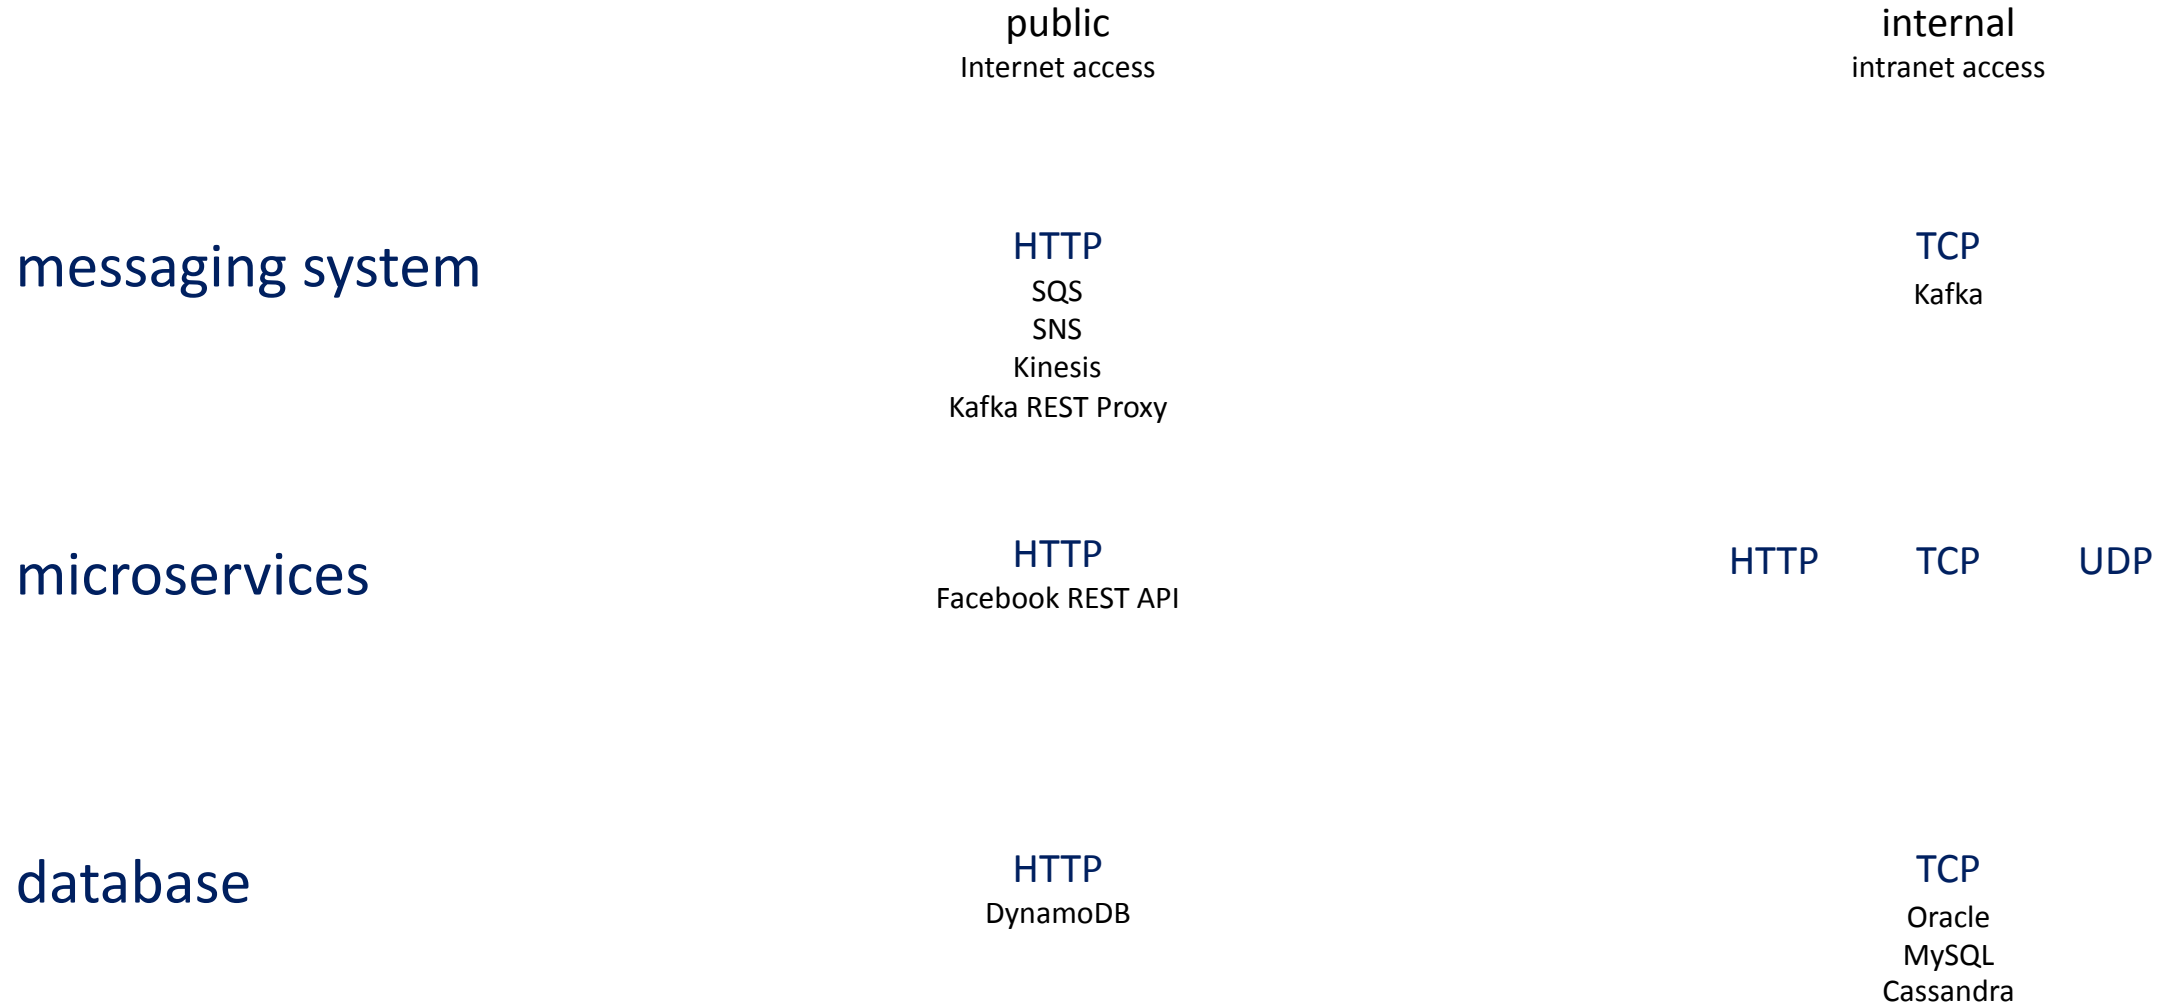 public
Internet access
internal
intranet access
messaging system
HTTP
SQS
SNS
Kinesis
Kafka REST Proxy
TCP
Kafka
microservices
HTTP
Facebook REST API
HTTP
TCP
UDP
database
HTTP
DynamoDB
TCP
Oracle
MySQL
Cassandra